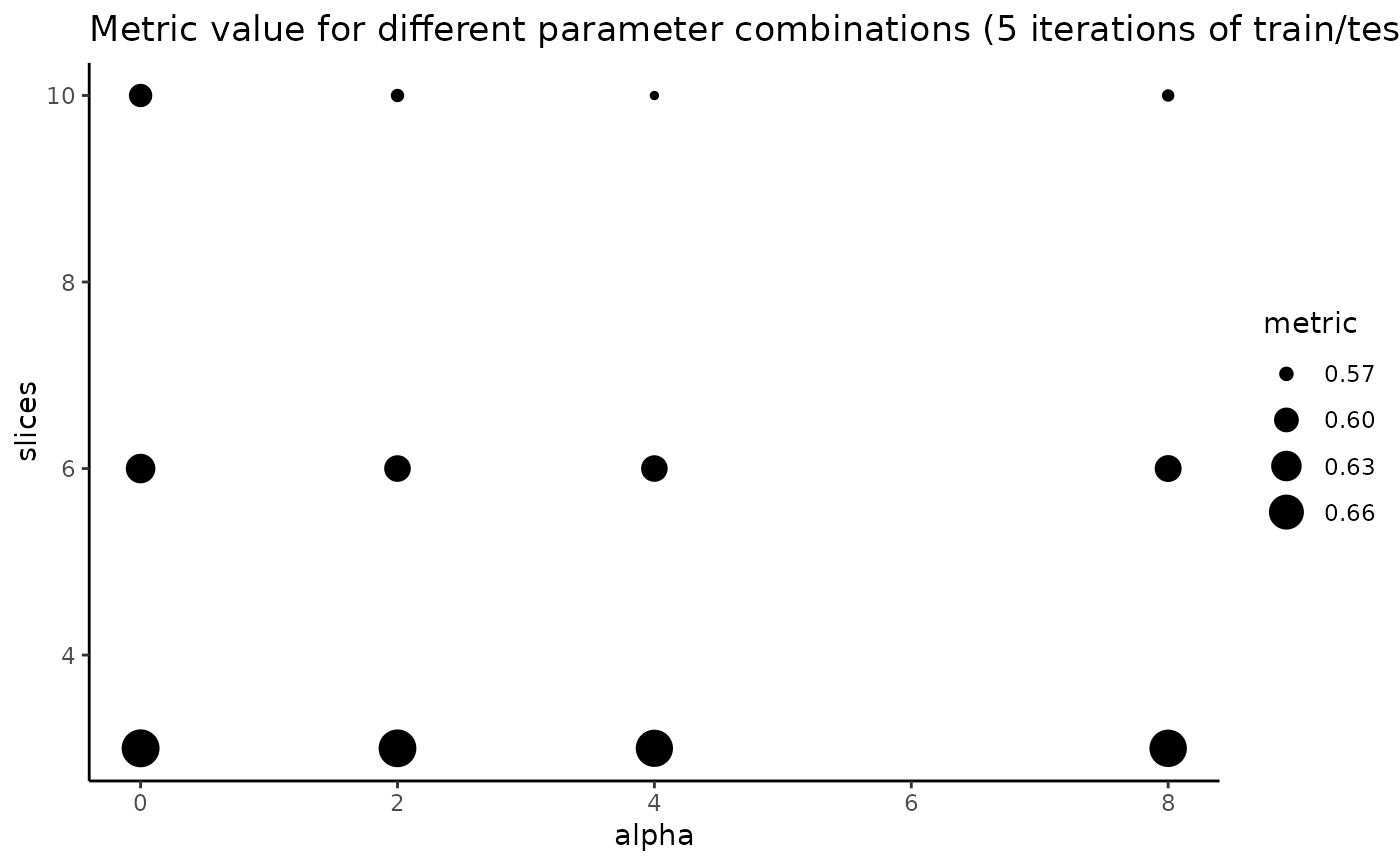 Metric value for different parameter combinations (5 iterations of train/tes
10
8
6
4
slices
0 2 4 6 8
alpha
metric
0.57
0.60
0.63
0.66